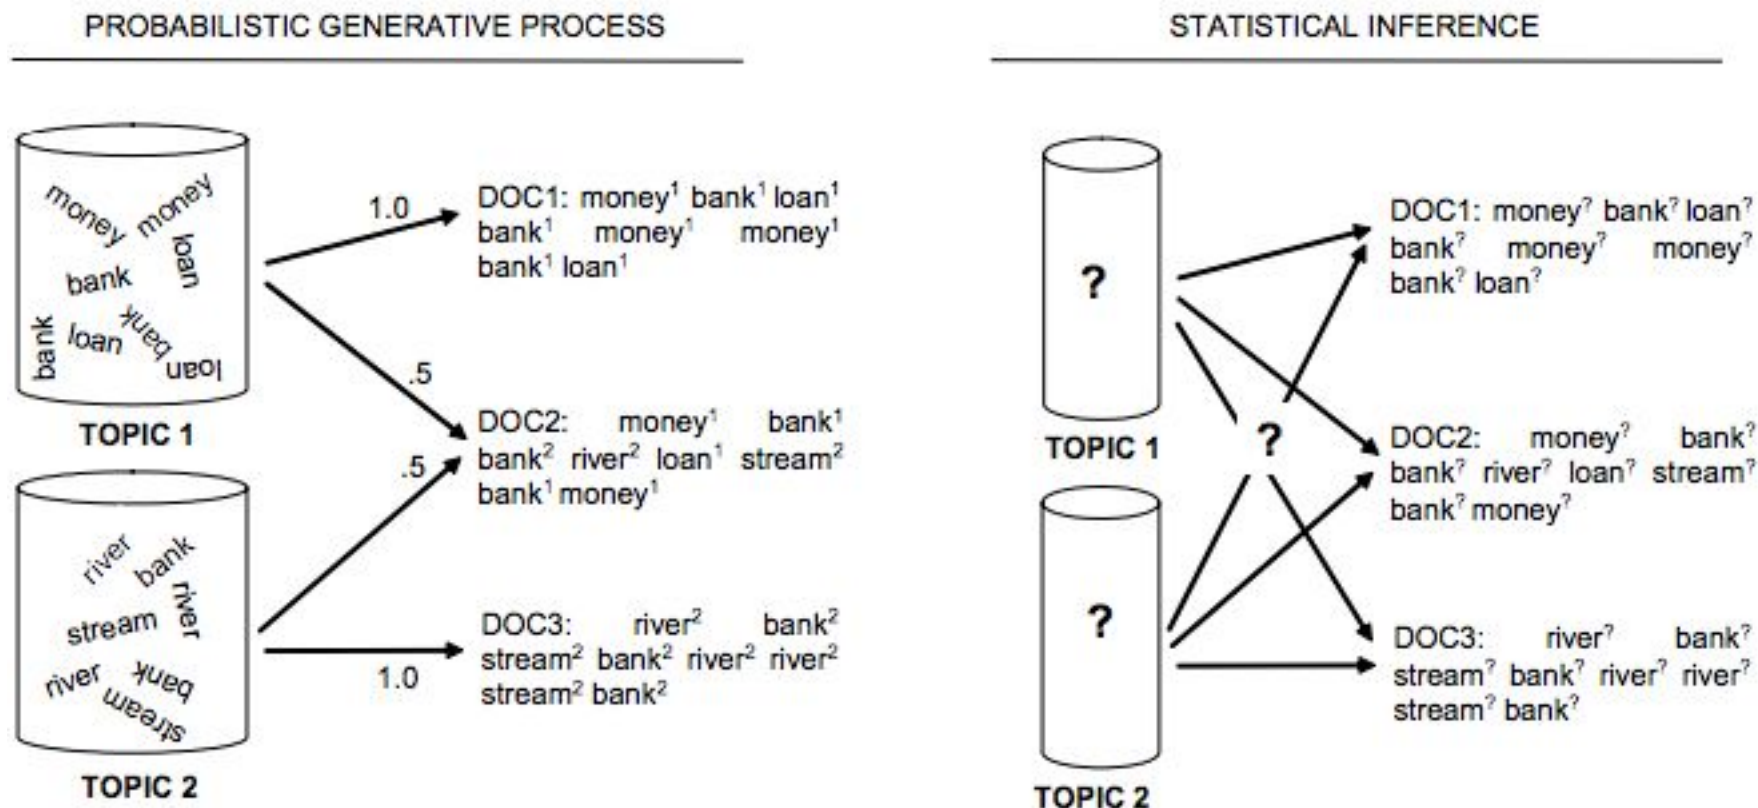 PROBABILISTIC GENERATIVE PROCESS
money money
loan
bank
bank loan bank
loan
TOPIC 1
river bank
river
stream
river bank
stream
TOPIC 2
1.0
.5
.5
1.0
DOC1: money¹ bank¹ loan¹
bank¹ money¹ money¹
bank¹ loan¹
DOC2: money¹ bank¹
bank² river² loan¹ stream²
bank¹ money¹
DOC3: river² bank²
stream² bank² river² river²
stream² bank²
STATISTICAL INFERENCE
?
TOPIC 1
?
?
TOPIC 2
DOC1: money? bank? loan?
bank? money? money?
bank? loan?
DOC2: money? bank?
bank? river? loan? stream?
bank? money?
DOC3: river? bank?
stream? bank? river? river?
stream? bank?